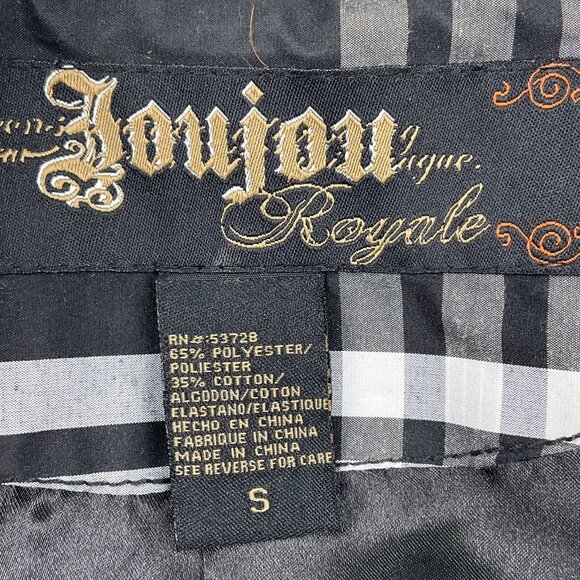 Joujou
Royale
RN#:53728
65% POLYESTER/
POLIESTER
35% COTTON/
ALGODON/COTON
ELASTANO/ELASTIQUE
HECHO EN CHINA
FABRIQUE IN CHINA
MADE IN CHINA
SEE REVERSE FOR CARE
S